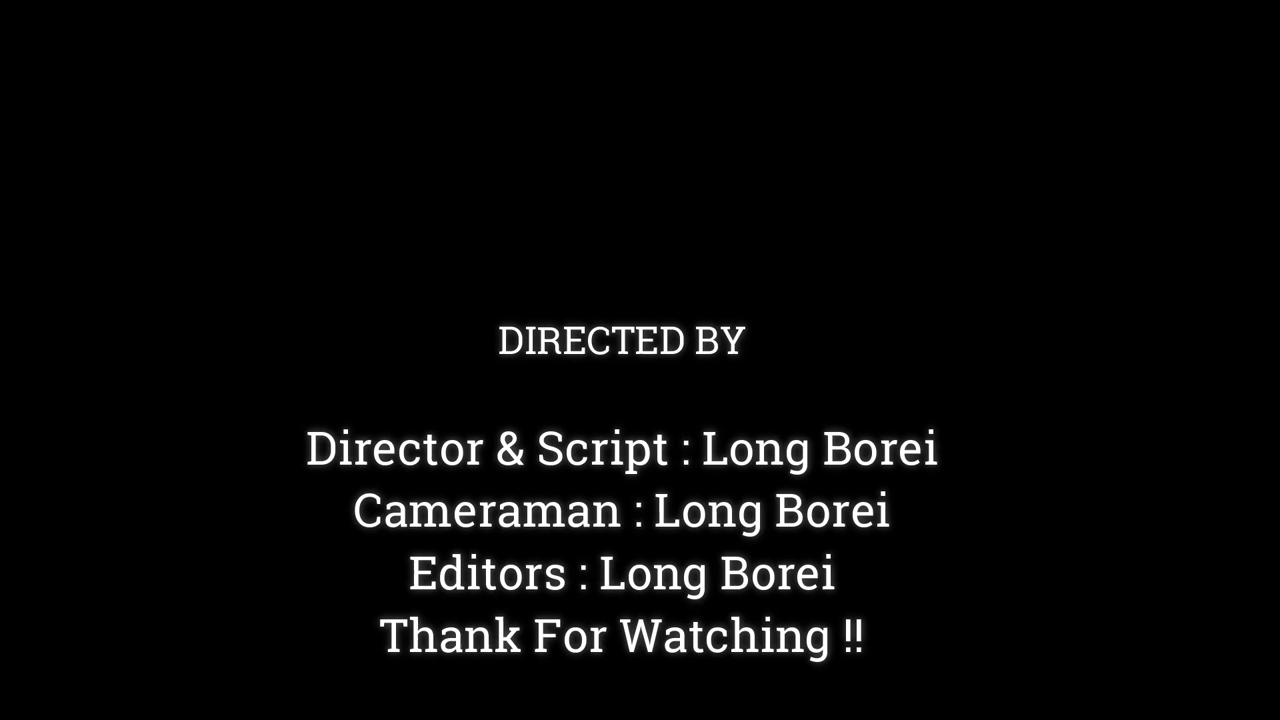 DIRECTED BY
Director & Script : Long Borei
Cameraman : Long Borei
Editors : Long Borei
Thank For Watching !!